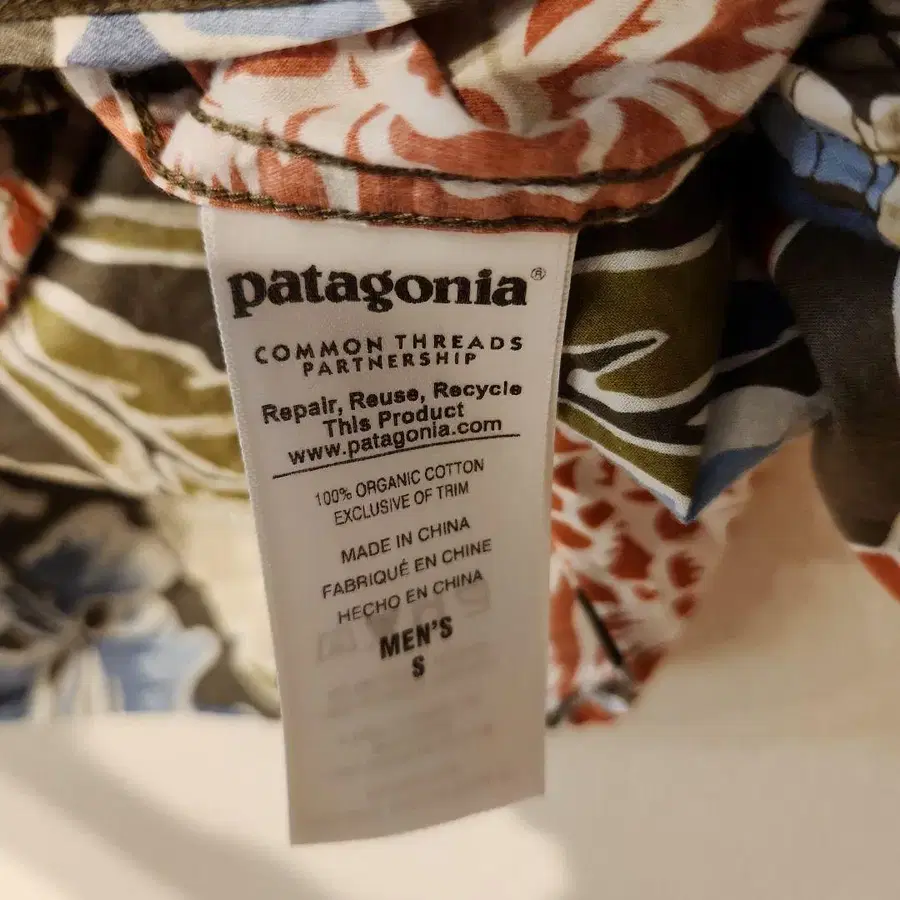 patagonia®
COMMON THREADS
PARTNERSHIP
Repair, Reuse, Recycle
This Product
www.patagonia.com
100% ORGANIC COTTON
EXCLUSIVE OF TRIM
MADE IN CHINA
FABRIQUÉ EN CHINE
HECHO EN CHINA
MEN'S
S